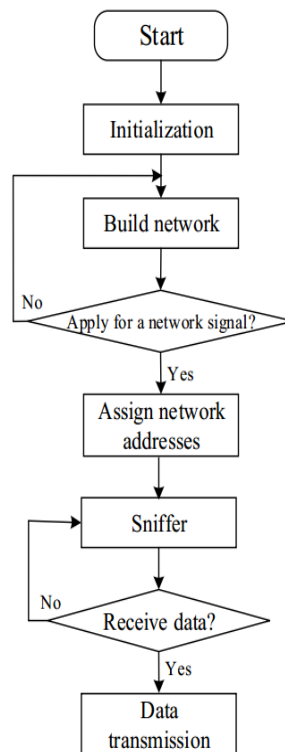 Start
Initialization
Build network
No
Apply for a network signal?
Yes
Assign network
addresses
Sniffer
No
Receive data?
Yes
Data
transmission